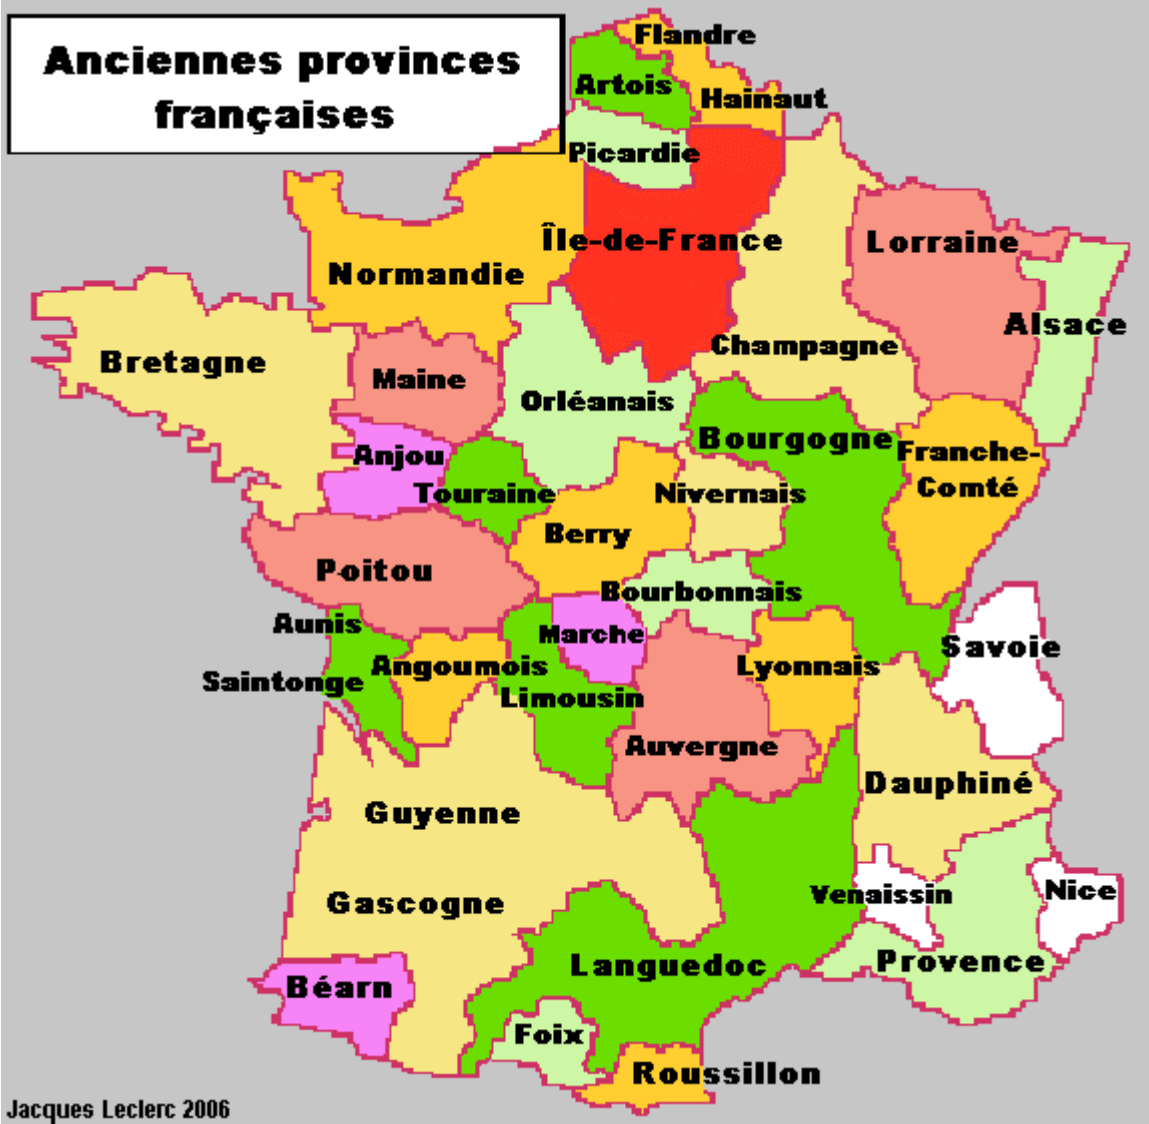 Anciennes provinces
françaises
Flandre
Artois
Hainaut
Picardie
Île-de-France
Lorraine
Normandie
Alsace
Champagne
Bretagne
Maine
Orléanais
Bourgogne
Franche-
Comté
Anjou
Touraine
Nivernais
Berry
Poitou
Bourbonnais
Aunis
Marche
Savoie
Angoumois
Lyonnais
Saintonge
Limousin
Auvergne
Dauphiné
Guyenne
Venaissin
Nice
Gascogne
Languedoc
Provence
Béarn
Foix
Roussillon
Jacques Leclerc 2006